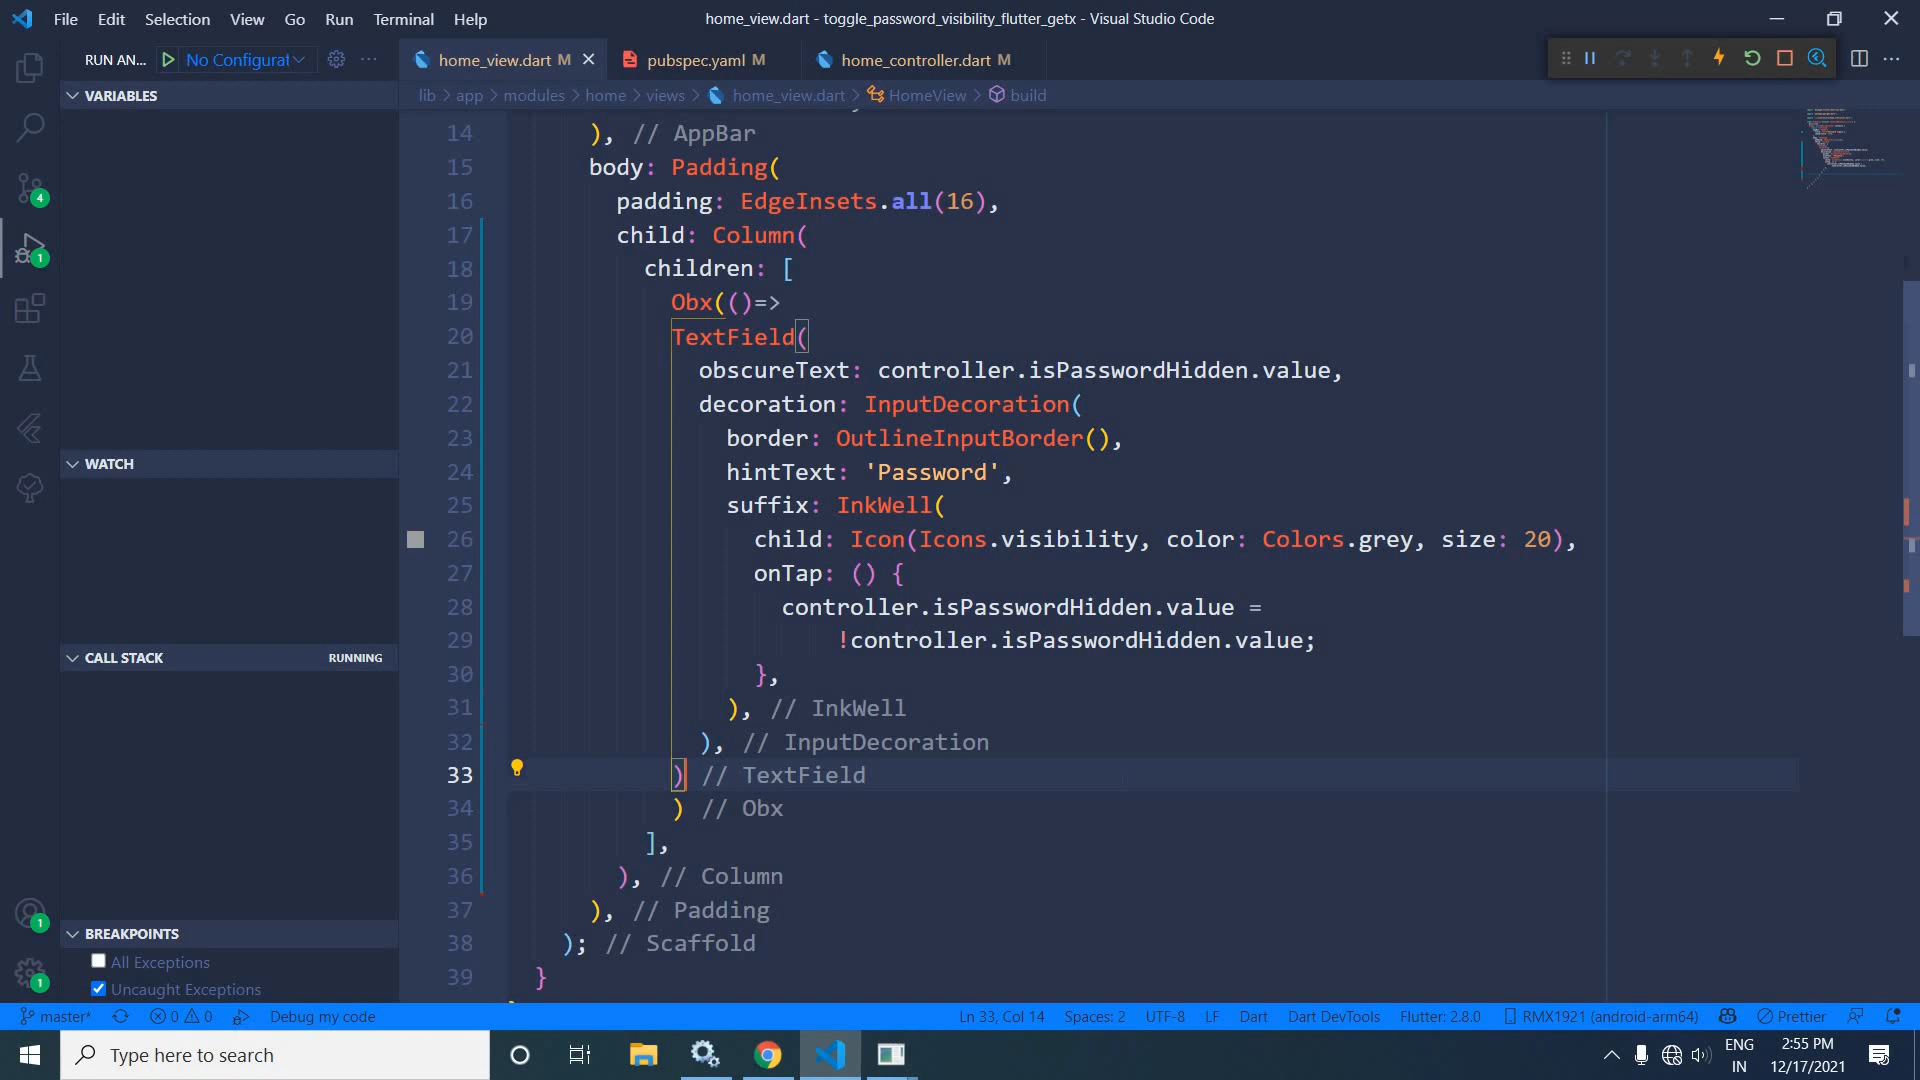 File Edit Selection View Go Run Terminal Help
home_view.dart - toggle_password_visibility_flutter_getx - Visual Studio Code
RUN AN... No Configurat
home_view.dart M
pubspec.yaml M
home_controller.dart M
lib > app > modules > home > views > home_view.dart > HomeView > build
VARIABLES
WATCH
CALL STACK RUNNING
BREAKPOINTS
All Exceptions
Uncaught Exceptions
14 ), // AppBar
15 body: Padding(
16 padding: EdgeInsets.all(16),
17 child: Column(
18 children: [
19 Obx(()=>
20 TextField(
21 obscureText: controller.isPasswordHidden.value,
22 decoration: InputDecoration(
23 border: OutlineInputBorder(),
24 hintText: 'Password',
25 suffix: InkWell(
26 child: Icon(Icons.visibility, color: Colors.grey, size: 20),
27 onTap: () {
28 controller.isPasswordHidden.value =
29 !controller.isPasswordHidden.value;
30 },
31 ), // InkWell
32 ), // InputDecoration
33 ) // TextField
34 ) // Obx
35 ],
36 ), // Column
37 ), // Padding
38 ); // Scaffold
39 }
4
1
1
1
master* 0 0 Debug my code
Ln 33, Col 14 Spaces: 2 UTF-8 LF Dart Dart DevTools Flutter: 2.8.0 RMX1921 (android-arm64) Prettier
Type here to search
ENG
IN
2:55 PM
12/17/2021